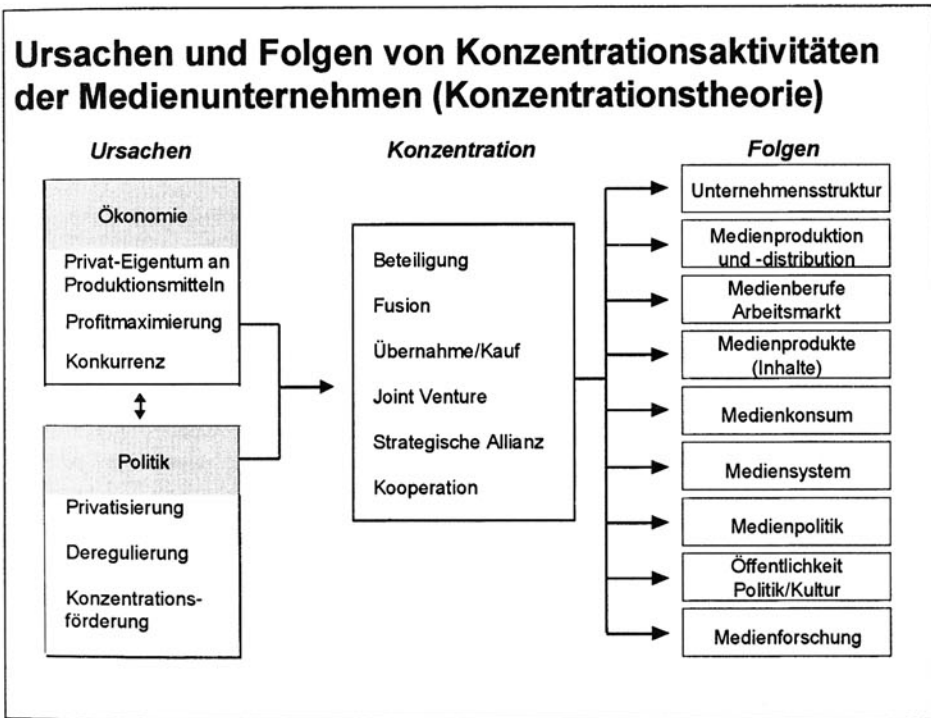 Ursachen und Folgen von Konzentrationsaktivitäten
der Medienunternehmen (Konzentrationstheorie)
Ursachen
Ökonomie
Privat-Eigentum an
Produktionsmitteln
Profitmaximierung
Konkurrenz
Politik
Privatisierung
Deregulierung
Konzentrations-
förderung
Konzentration
Beteiligung
Fusion
Übernahme/Kauf
Joint Venture
Strategische Allianz
Kooperation
Folgen
Unternehmensstruktur
Medienproduktion
und -distribution
Medienberufe
Arbeitsmarkt
Medienprodukte
(Inhalte)
Medienkonsum
Mediensystem
Medienpolitik
Öffentlichkeit
Politik/Kultur
Medienforschung